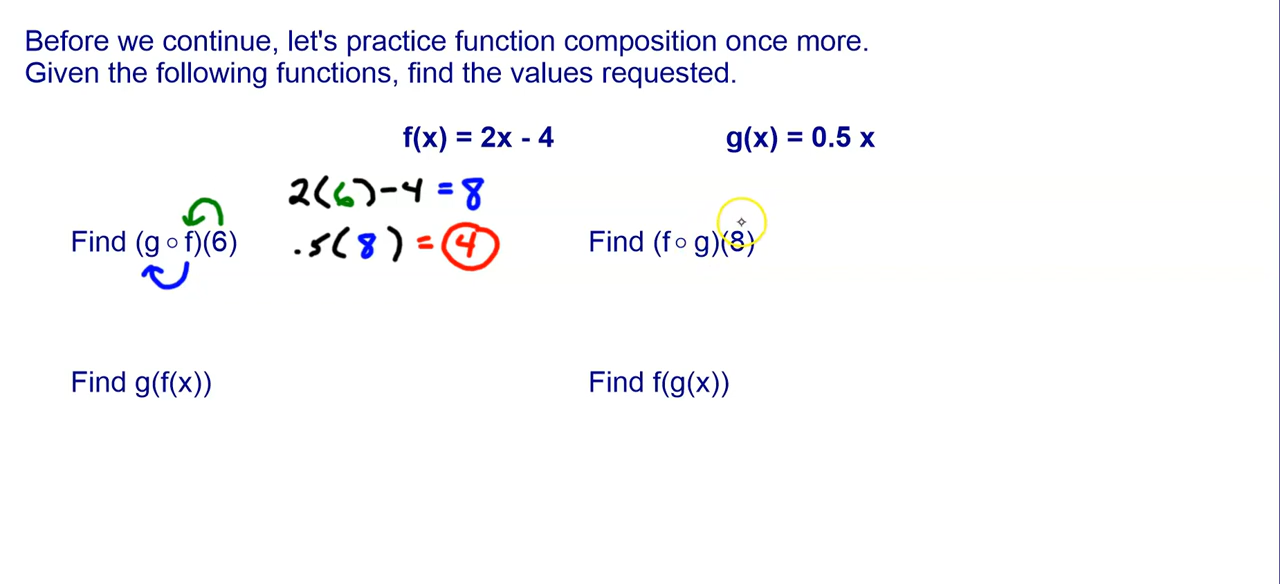 Before we continue, let's practice function composition once more.
Given the following functions, find the values requested.
f(x) = 2x - 4 g(x) = 0.5 x
2(6)-4 = 8
Find (g ∘ f)(6) .5(8) = 4 Find (f ∘ g)(8)
Find g(f(x)) Find f(g(x))